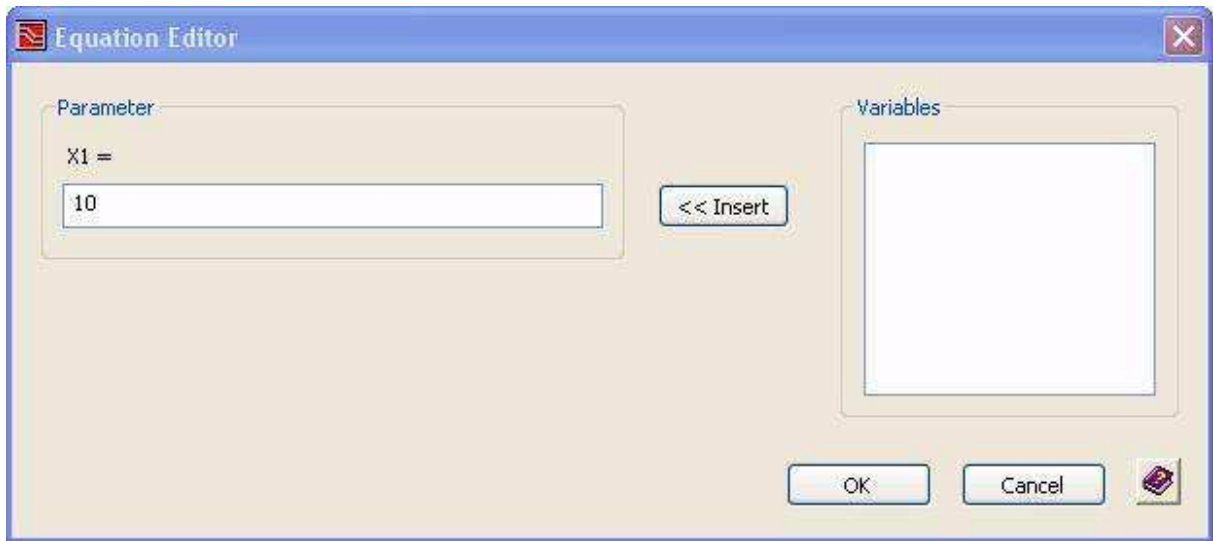 Equation Editor
Parameter
X1 =
10
<< Insert
Variables
OK
Cancel